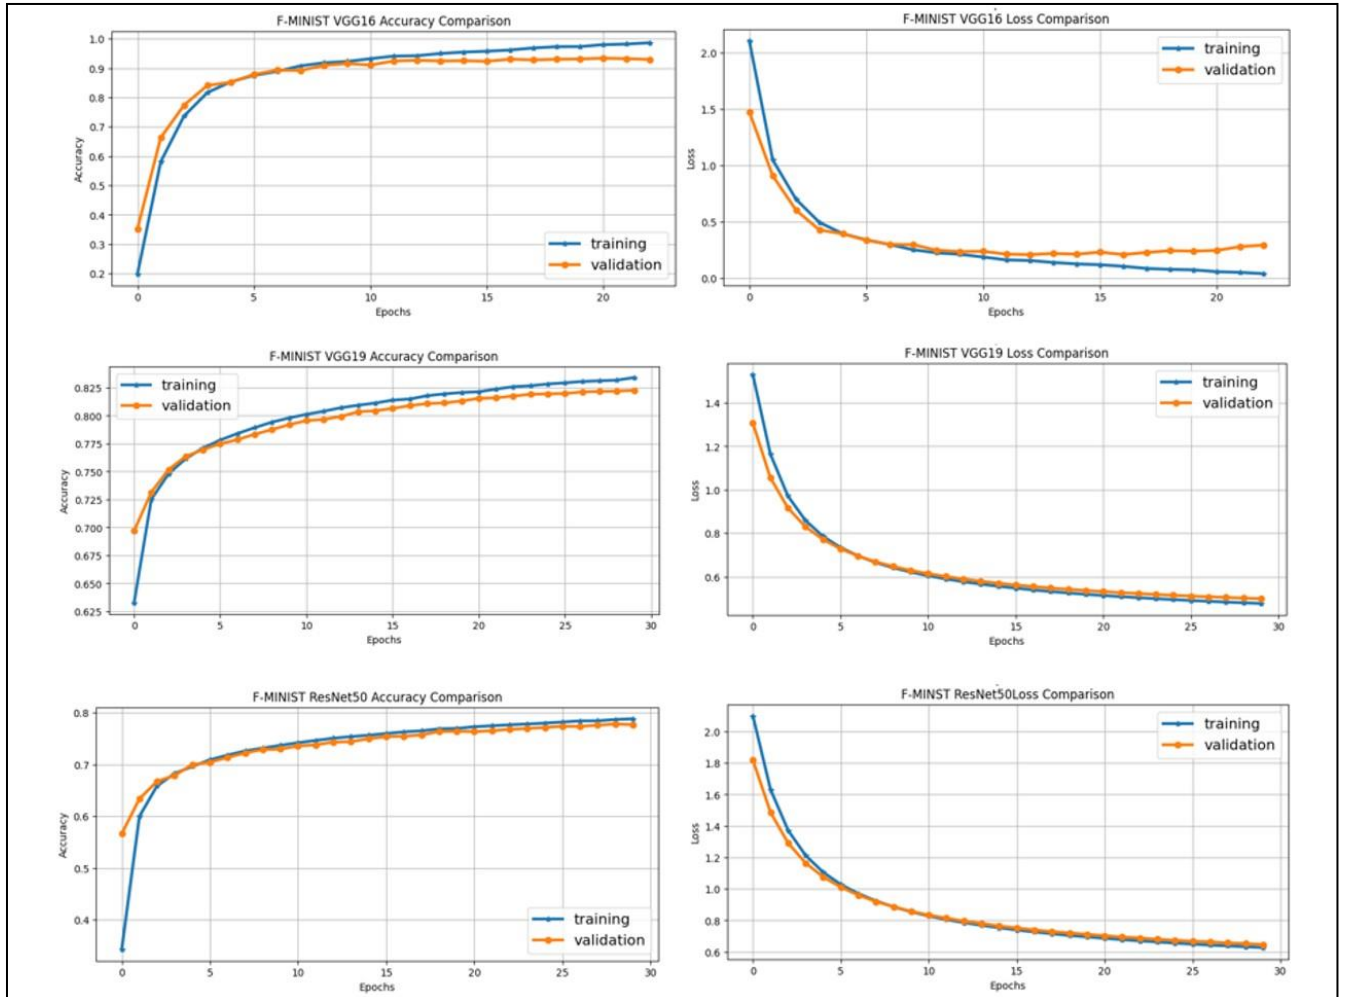 F-MINIST VGG16 Accuracy Comparison
1.0
0.9
0.8
0.7
0.6
0.5
0.4
0.3
0.2
Accuracy
training
validation
0 5 10 15 20
Epochs
F-MINIST VGG16 Loss Comparison
2.0
1.5
1.0
0.5
0.0
Loss
training
validation
0 5 10 15 20
Epochs
F-MINIST VGG19 Accuracy Comparison
0.825
0.800
0.775
0.750
0.725
0.700
0.675
0.650
0.625
Accuracy
training
validation
0 5 10 15 20 25 30
Epochs
F-MINIST VGG19 Loss Comparison
1.4
1.2
1.0
0.8
0.6
Loss
training
validation
0 5 10 15 20 25 30
Epochs
F-MINIST ResNet50 Accuracy Comparison
0.8
0.7
0.6
0.5
0.4
Accuracy
training
validation
0 5 10 15 20 25 30
Epochs
F-MINST ResNet50Loss Comparison
2.0
1.8
1.6
1.4
1.2
1.0
0.8
0.6
Loss
training
validation
0 5 10 15 20 25 30
Epochs